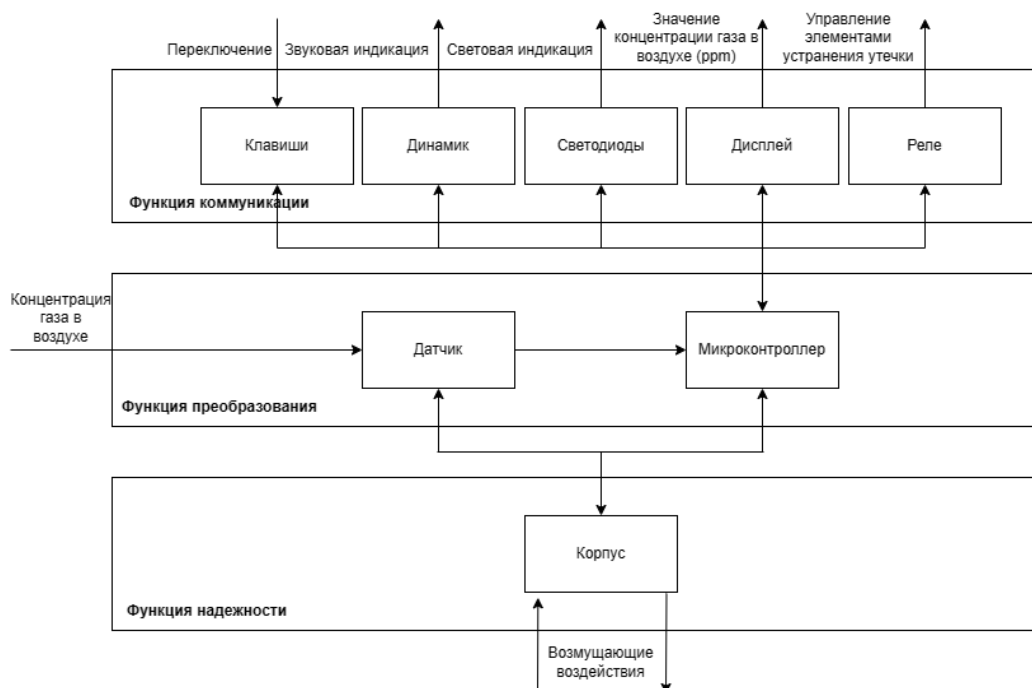 Переключение
Звуковая индикация
Световая индикация
Значение
концентрации газа в
воздухе (ppm)
Управление
элементами
устранения утечки
Клавиши
Динамик
Светодиоды
Дисплей
Реле
Функция коммуникации
Концентрация
газа в
воздухе
Датчик
Микроконтроллер
Функция преобразования
Корпус
Функция надежности
Возмущающие
воздействия